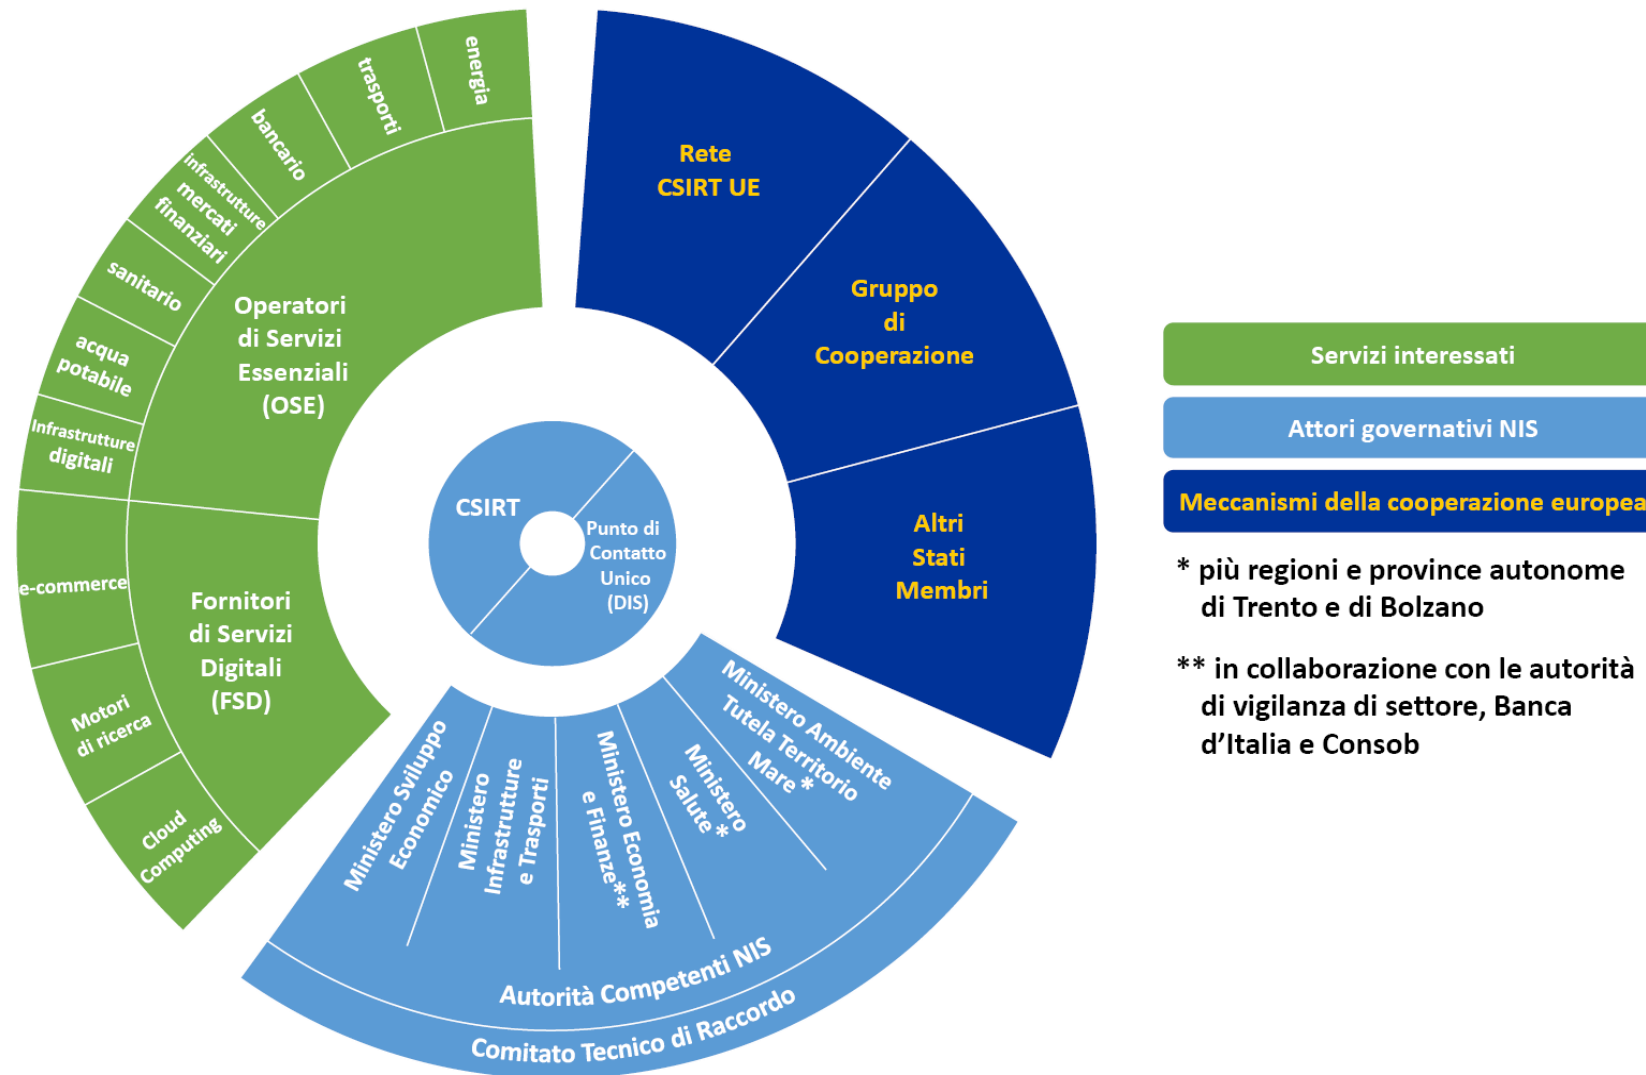 energia
trasporti
bancario
infrastrutture
mercati
finanziari
sanitario
acqua
potabile
Infrastrutture
digitali
e-commerce
Motori
di ricerca
Cloud
Computing
Operatori
di Servizi
Essenziali
(OSE)
Fornitori
di Servizi
Digitali
(FSD)
Rete
CSIRT UE
Gruppo
di
Cooperazione
Altri
Stati
Membri
CSIRT
Punto di
Contatto
Unico
(DIS)
Ministero Sviluppo
Economico
Ministero
Infrastrutture
e Trasporti
Ministero Economia
e Finanze**
Ministero
Salute *
Ministero Ambiente
Tutela Territorio
Mare *
Autorità Competenti NIS
Comitato Tecnico di Raccordo
Servizi interessati
Attori governativi NIS
Meccanismi della cooperazione europea
* più regioni e province autonome
di Trento e di Bolzano
** in collaborazione con le autorità
di vigilanza di settore, Banca
d’Italia e Consob